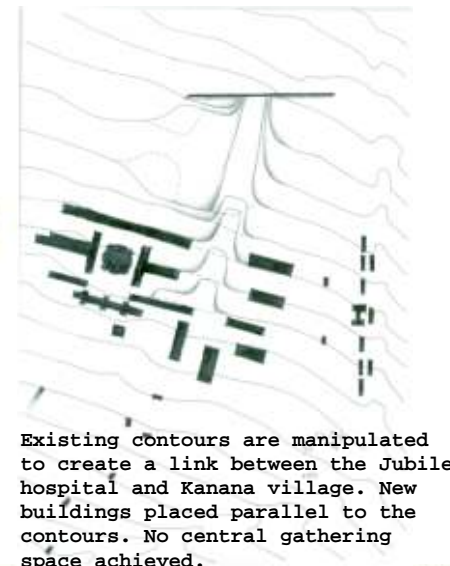 Existing contours are manipulated
to create a link between the Jubile
hospital and Kanana village. New
buildings placed parallel to the
contours. No central gathering
space achieved.